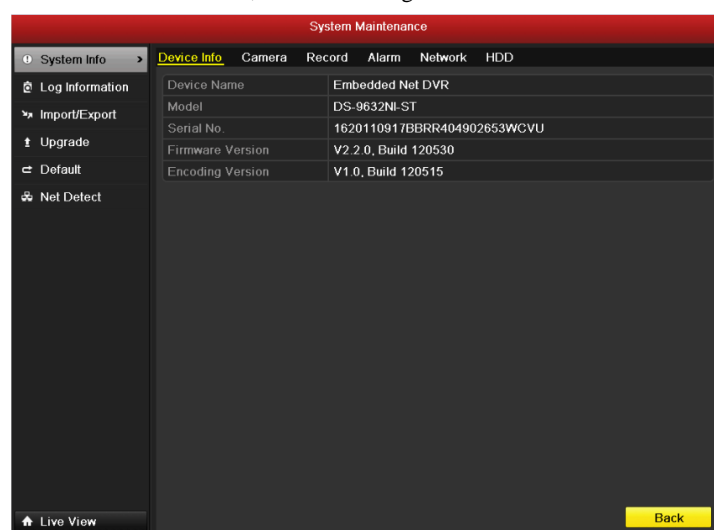 System Maintenance
System Info
Log Information
Import/Export
Upgrade
Default
Net Detect
Live View
Device Info Camera Record Alarm Network HDD
Device Name Embedded Net DVR
Model DS-9632NI-ST
Serial No. 1620110917BBRR404902653WCVU
Firmware Version V2.2.0, Build 120530
Encoding Version V1.0, Build 120515
Back